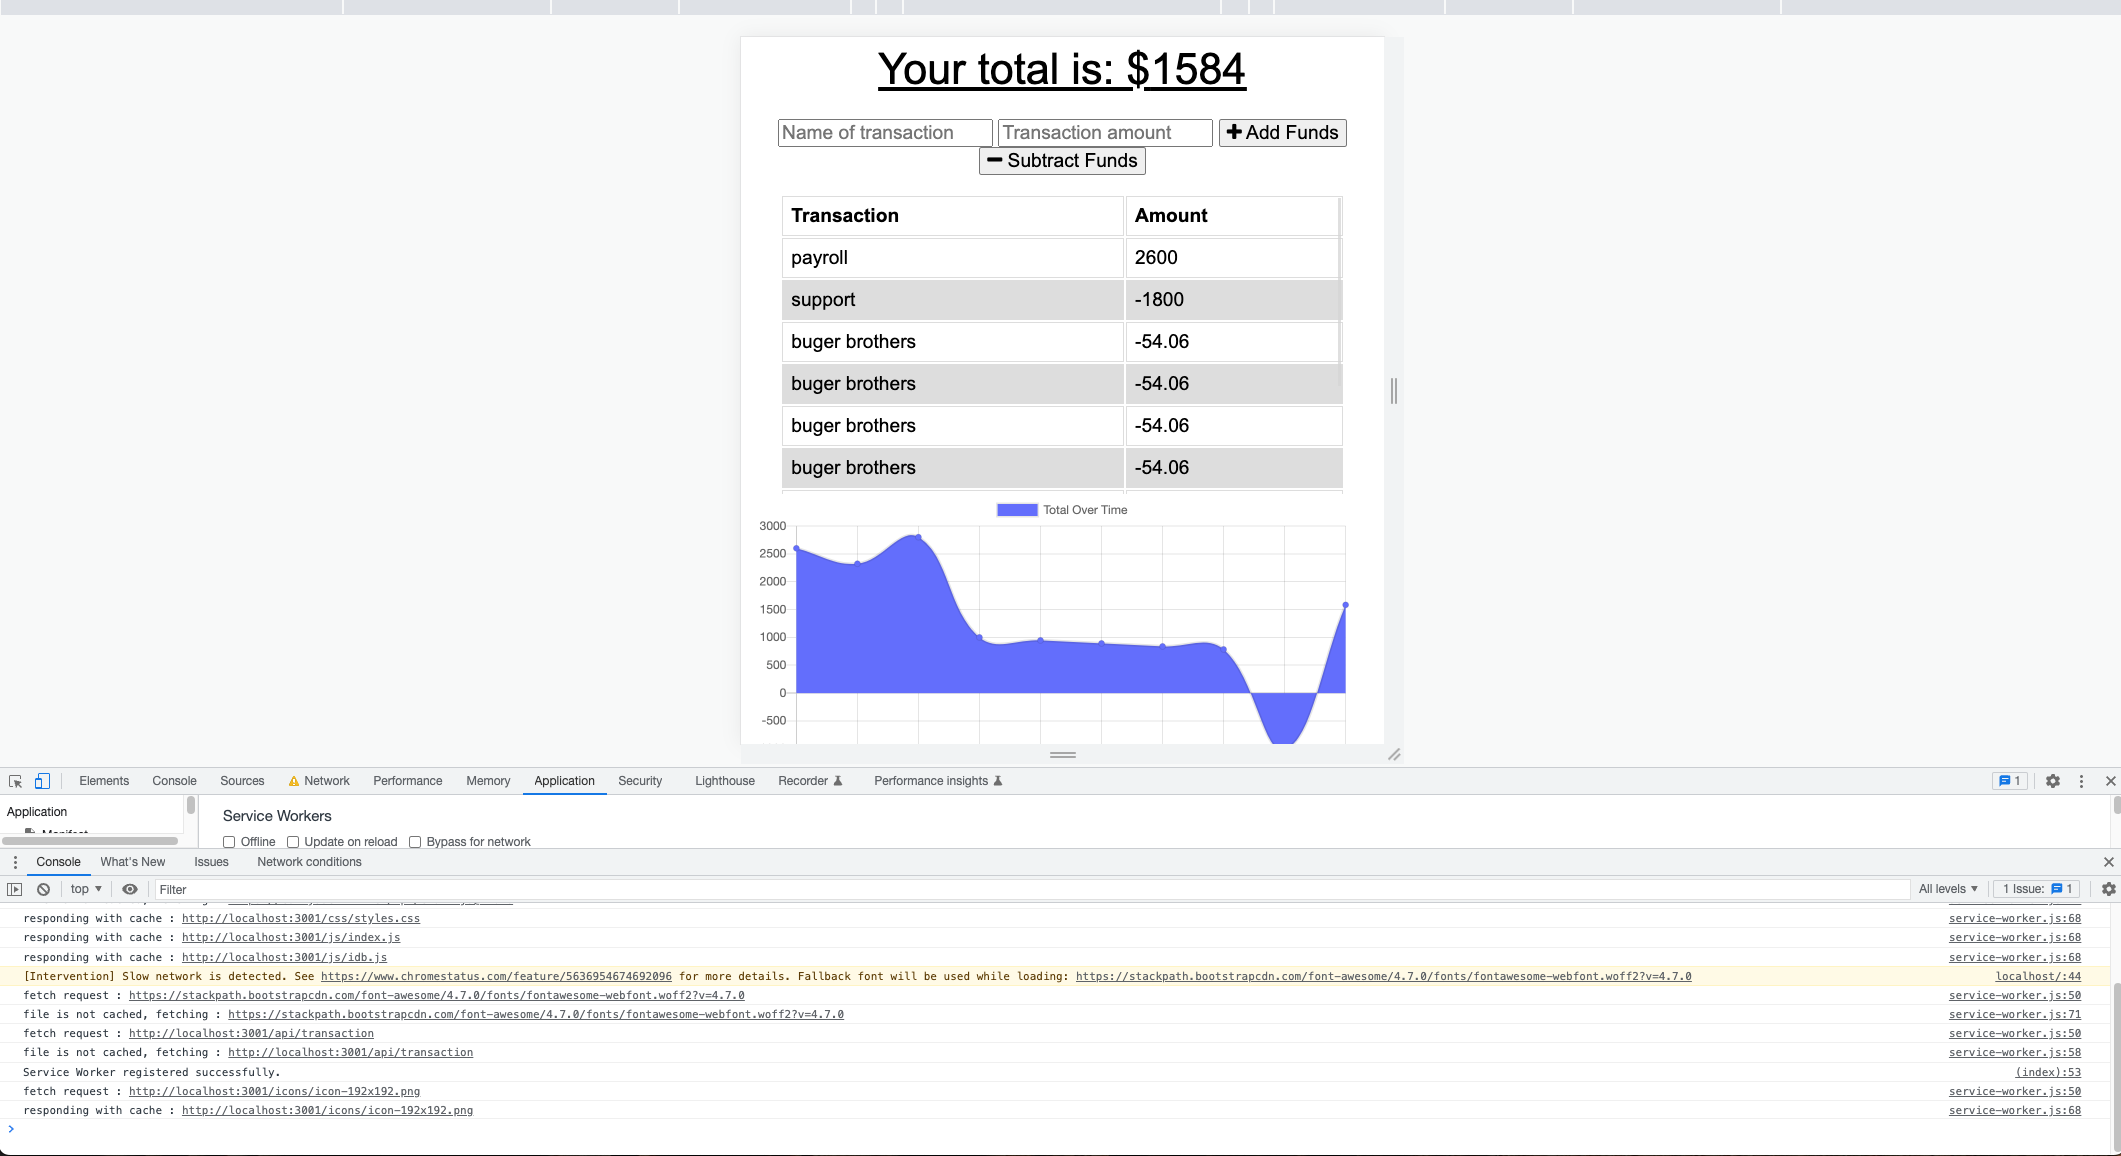 Your total is: $1584
Name of transaction Transaction amount Add Funds
Subtract Funds
Transaction Amount
payroll 2600
support -1800
buger brothers -54.06
buger brothers -54.06
buger brothers -54.06
buger brothers -54.06
Total Over Time
3000
2500
2000
1500
1000
500
0
-500
Elements Console Sources Network Performance Memory Application Security Lighthouse Recorder Performance insights 1
Application
Manifest
Service Workers
Offline Update on reload Bypass for network
Console What's New Issues Network conditions
top Filter All levels 1 Issue: 1
responding with cache : http://localhost:3001/css/styles.css service-worker.js:68
responding with cache : http://localhost:3001/js/index.js service-worker.js:68
responding with cache : http://localhost:3001/js/idb.js service-worker.js:68
[Intervention] Slow network is detected. See https://www.chromestatus.com/feature/5636954674692096 for more details. Fallback font will be used while loading: https://stackpath.bootstrapcdn.com/font-awesome/4.7.0/fonts/fontawesome-webfont.woff2?v=4.7.0 localhost/:44
fetch request : https://stackpath.bootstrapcdn.com/font-awesome/4.7.0/fonts/fontawesome-webfont.woff2?v=4.7.0 service-worker.js:50
file is not cached, fetching : https://stackpath.bootstrapcdn.com/font-awesome/4.7.0/fonts/fontawesome-webfont.woff2?v=4.7.0 service-worker.js:71
fetch request : http://localhost:3001/api/transaction service-worker.js:50
file is not cached, fetching : http://localhost:3001/api/transaction service-worker.js:58
Service Worker registered successfully. (index):53
fetch request : http://localhost:3001/icons/icon-192x192.png service-worker.js:50
responding with cache : http://localhost:3001/icons/icon-192x192.png service-worker.js:68